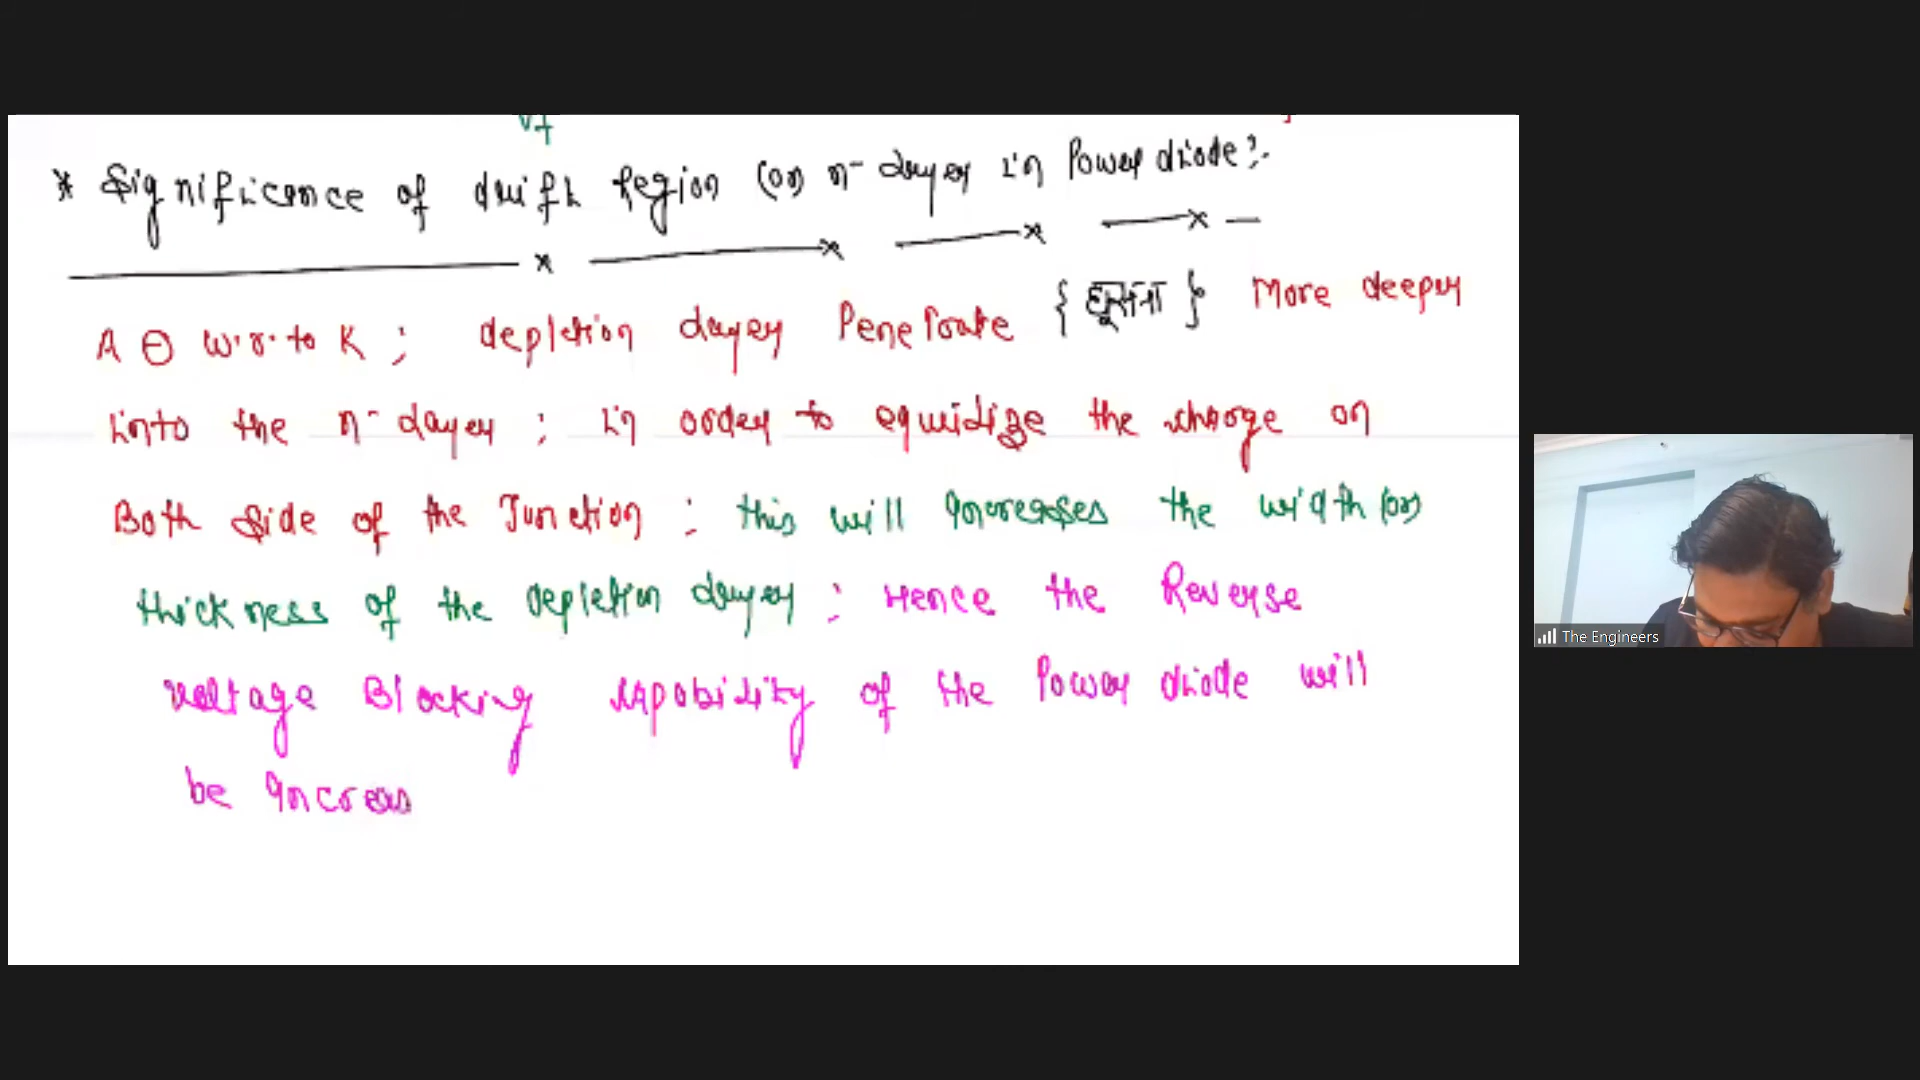 * Significance of drift region (or) n⁻ layer in Power diode :-
A ⊖ w.r.to K ; depletion layer Penetrate { घुसना } More deeper
into the n⁻ layer ; in order to equilize the charge on
Both side of the Junction ; this will increases the width (or)
thickness of the depletion layer ; Hence the Reverse
voltage Blocking capability of the Power diode will
be increas
The Engineers